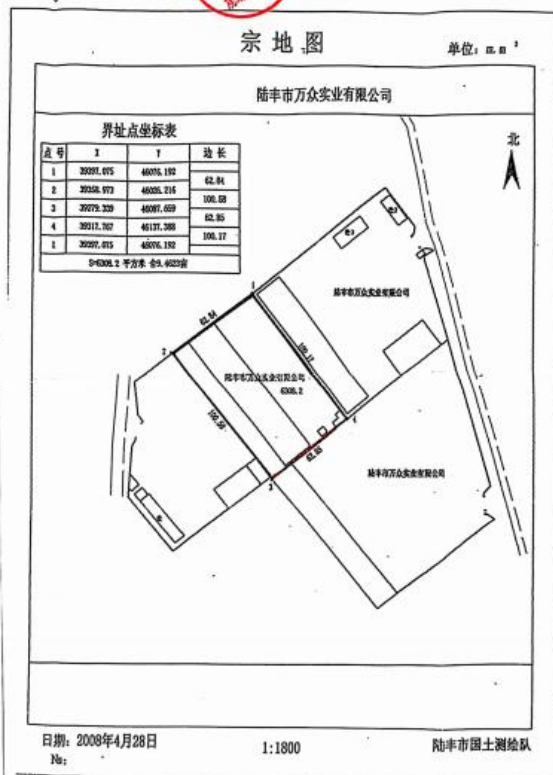 宗地图
单位：m.m²
陆丰市万众实业有限公司
界址点坐标表
点号 X Y 边长
1 39397.075 46076.192
62.84
2 46026.216
100.58
3 39279.339 46087.659
62.85
4 39317.767 46137.388
100.17
1 39397.075 46076.192
S=6308.2 平方米 合9.4623亩
北
陆丰市万众实业有限公司
1
62.84
2
100.17
陆丰市万众实业有限公司
6308.2
100.58
4
62.85
3
陆丰市万众实业有限公司
日期：2008年4月28日
1:1800
陆丰市国土测绘队
№：